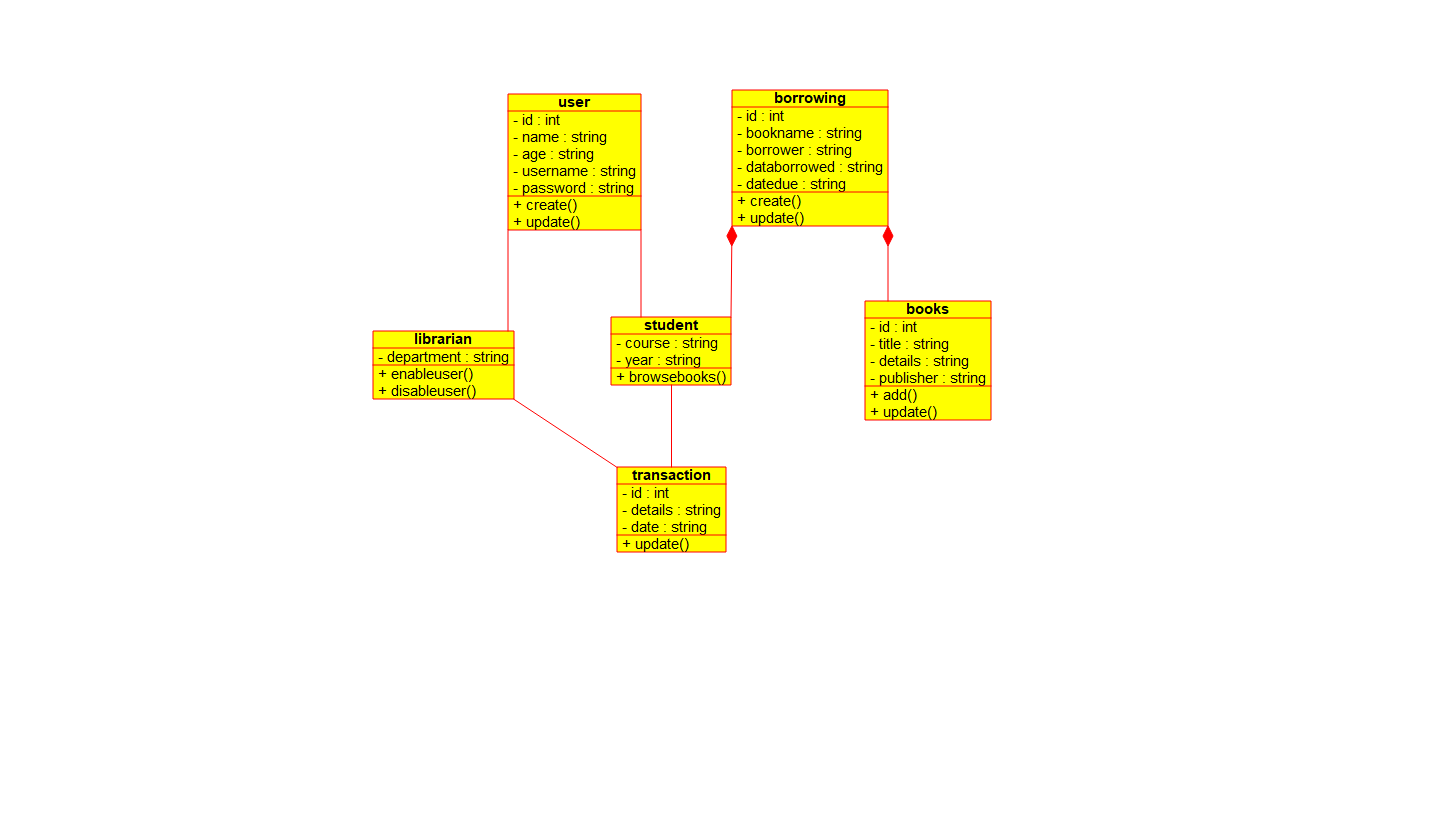 user
- id : int
- name : string
- age : string
- username : string
- password : string
+ create()
+ update()
borrowing
- id : int
- bookname : string
- borrower : string
- databorrowed : string
- datedue : string
+ create()
+ update()
librarian
- department : string
+ enableuser()
+ disableuser()
student
- course : string
- year : string
+ browsebooks()
books
- id : int
- title : string
- details : string
- publisher : string
+ add()
+ update()
transaction
- id : int
- details : string
- date : string
+ update()